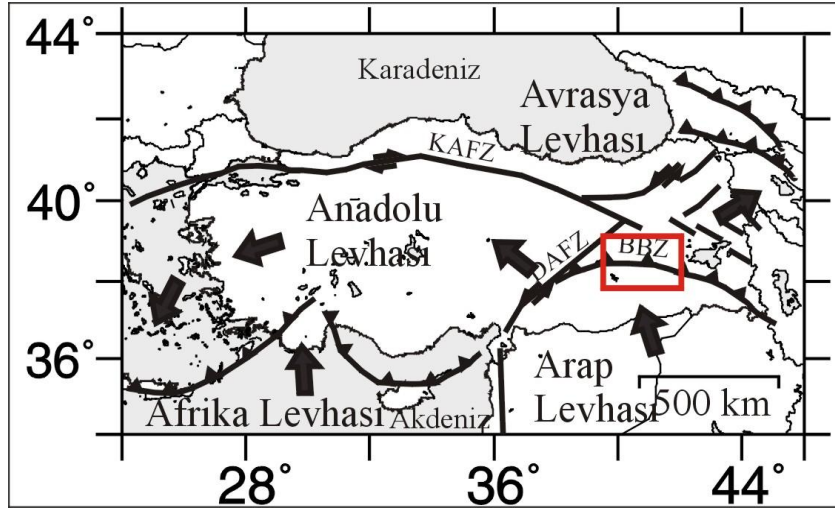 44°
Karadeniz
Avrasya
Levhası
KAFZ
40°
Anadolu
Levhası
DAFZ
BBZ
36°
Arap
Levhası
500 km
Afrika Levhası
Akdeniz
28°
36°
44°